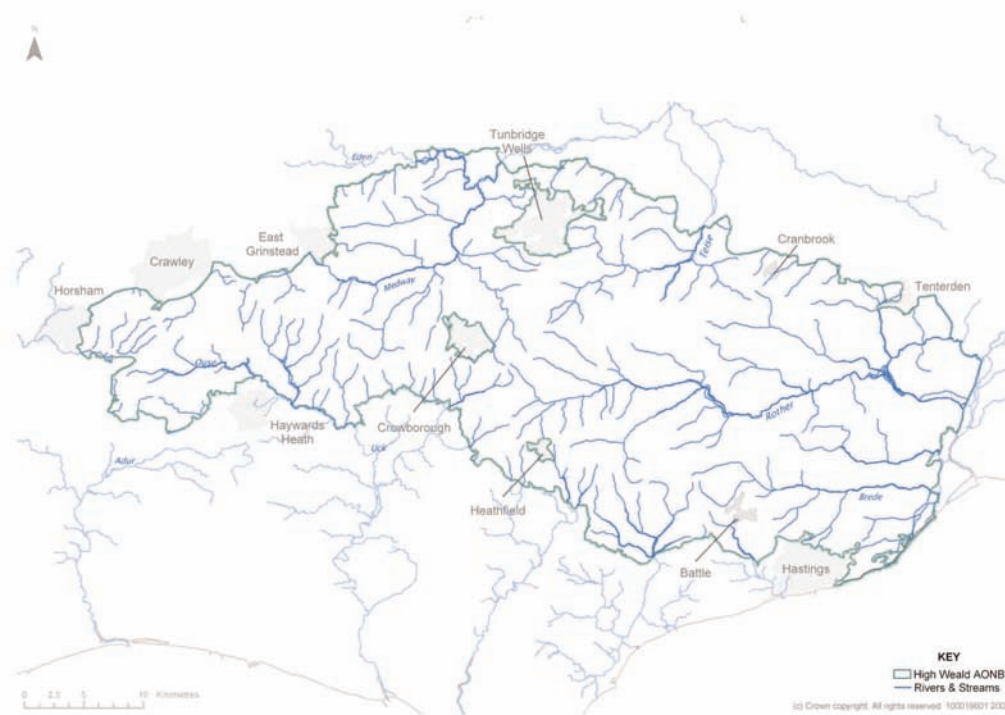 N
Tunbridge
Wells
Eden
East
Grinstead
Crawley
Teise
Cranbrook
Horsham
Medway
Tenterden
Ouse
Rother
Haywards
Heath
Crowborough
Uck
Adur
Heathfield
Brede
Battle
Hastings
KEY
High Weald AONB
Rivers & Streams
0 2.5 5 10 Kilometres
(c) Crown copyright. All rights reserved. 100019601 200